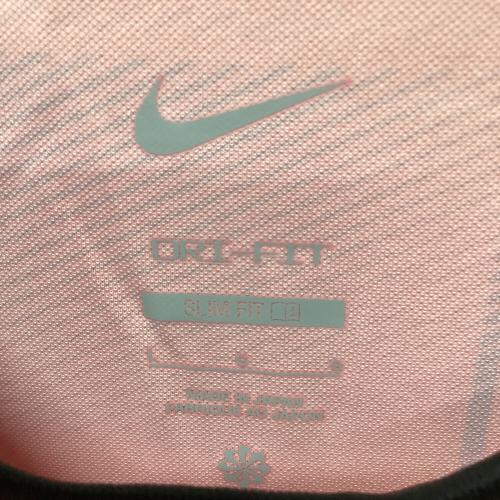 DRI-FIT
SLIM FIT
MADE IN JAPAN
FABRIQUÉ AU JAPON